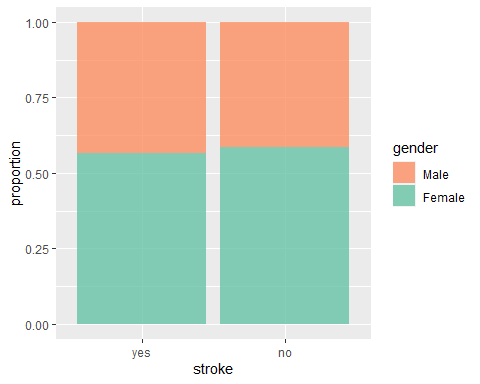 1.00
0.75
0.50
0.25
0.00
proportion
yes no
stroke
gender
Male
Female